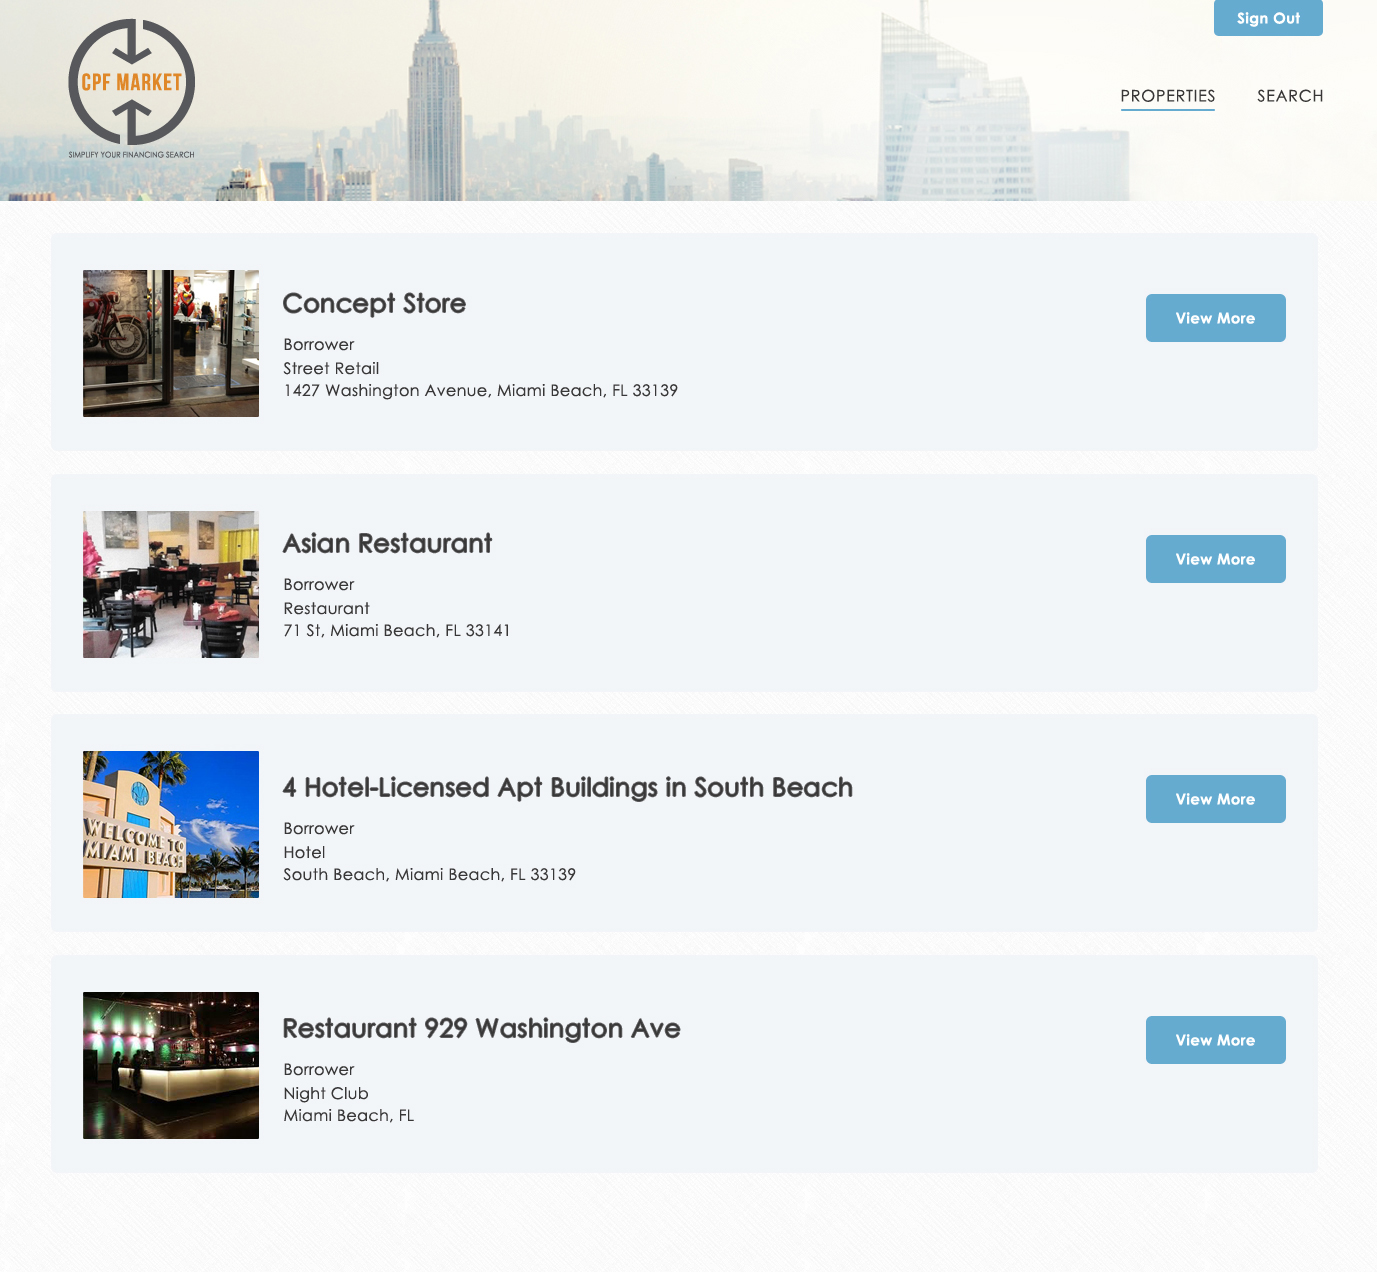 Sign Out
CPF MARKET
SIMPLIFY YOUR FINANCING SEARCH
PROPERTIES
SEARCH
Concept Store
Borrower
Street Retail
1427 Washington Avenue, Miami Beach, FL 33139
View More
Asian Restaurant
Borrower
Restaurant
71 St, Miami Beach, FL 33141
View More
WELCOME TO
MIAMI BEACH
4 Hotel-Licensed Apt Buildings in South Beach
Borrower
Hotel
South Beach, Miami Beach, FL 33139
View More
Restaurant 929 Washington Ave
Borrower
Night Club
Miami Beach, FL
View More